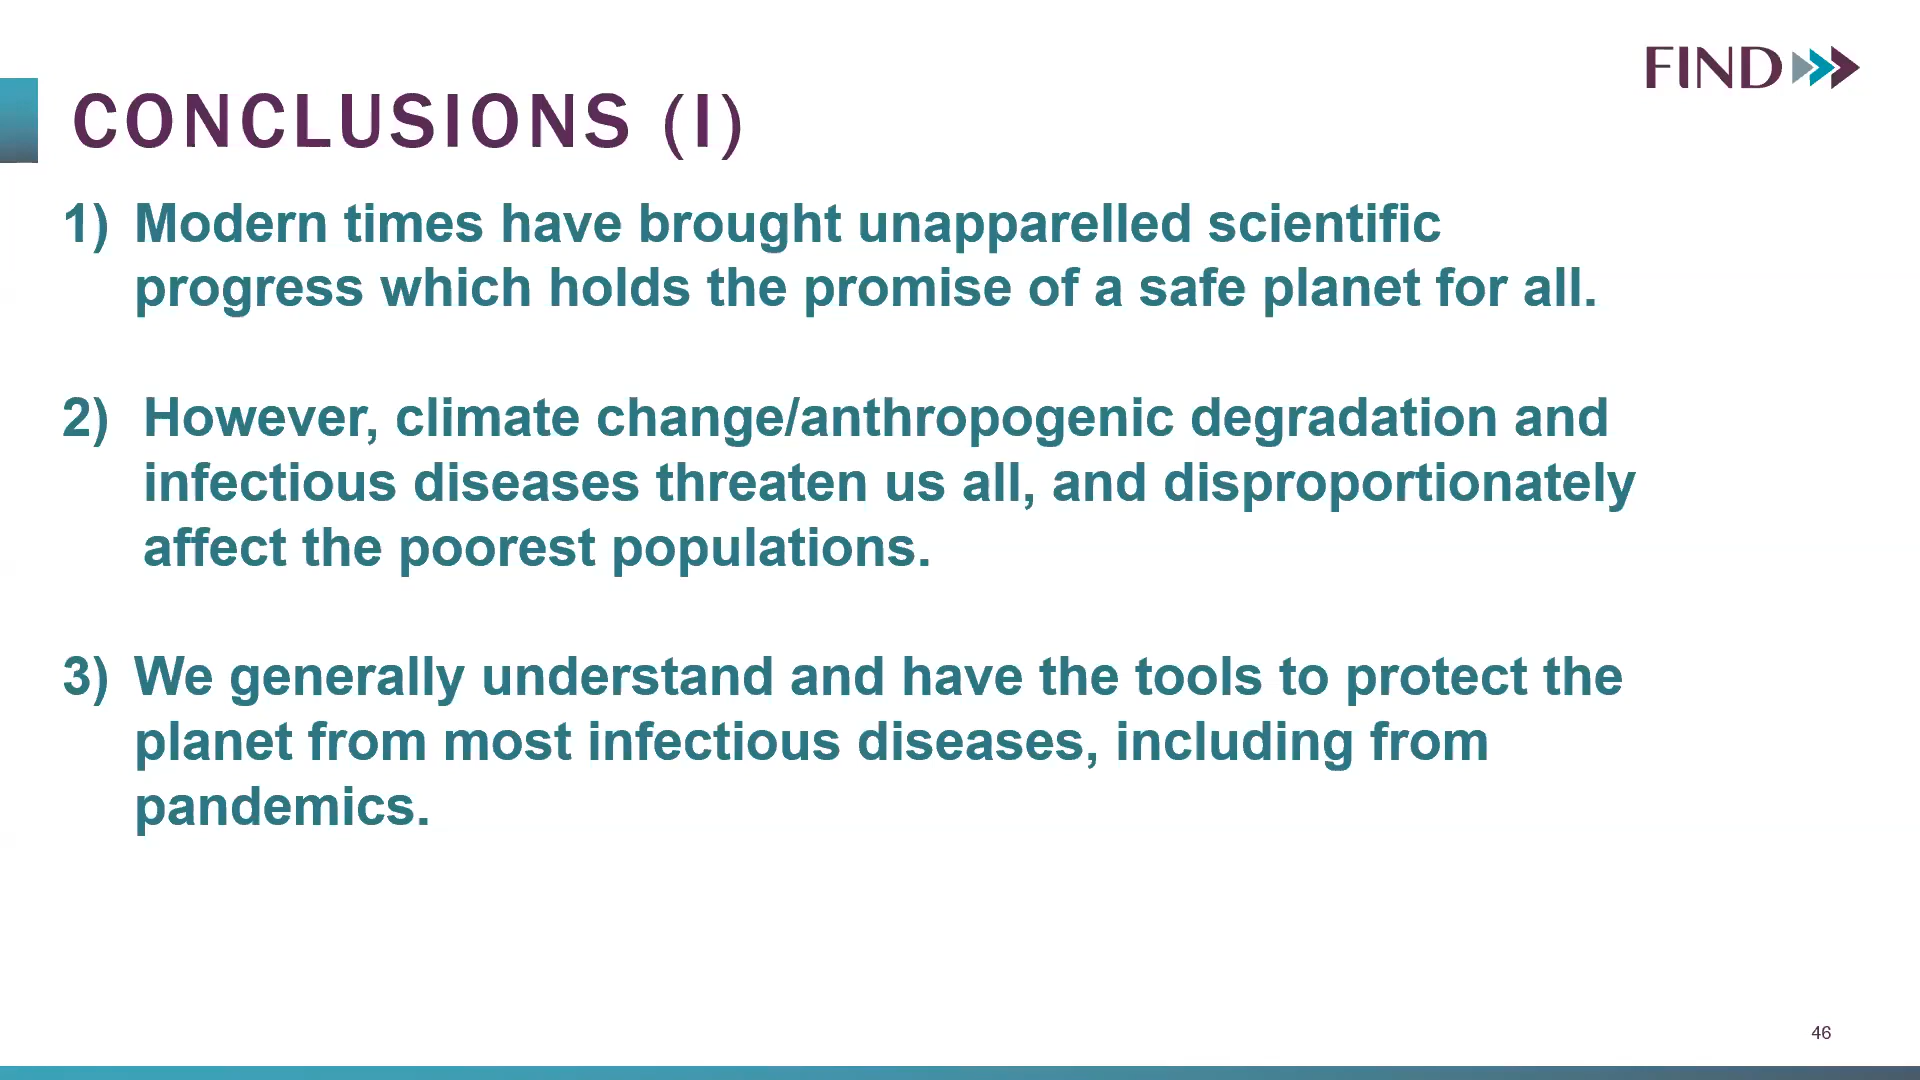 FIND
CONCLUSIONS (I)
1) Modern times have brought unapparelled scientific
progress which holds the promise of a safe planet for all.
2) However, climate change/anthropogenic degradation and
infectious diseases threaten us all, and disproportionately
affect the poorest populations.
3) We generally understand and have the tools to protect the
planet from most infectious diseases, including from
pandemics.
46